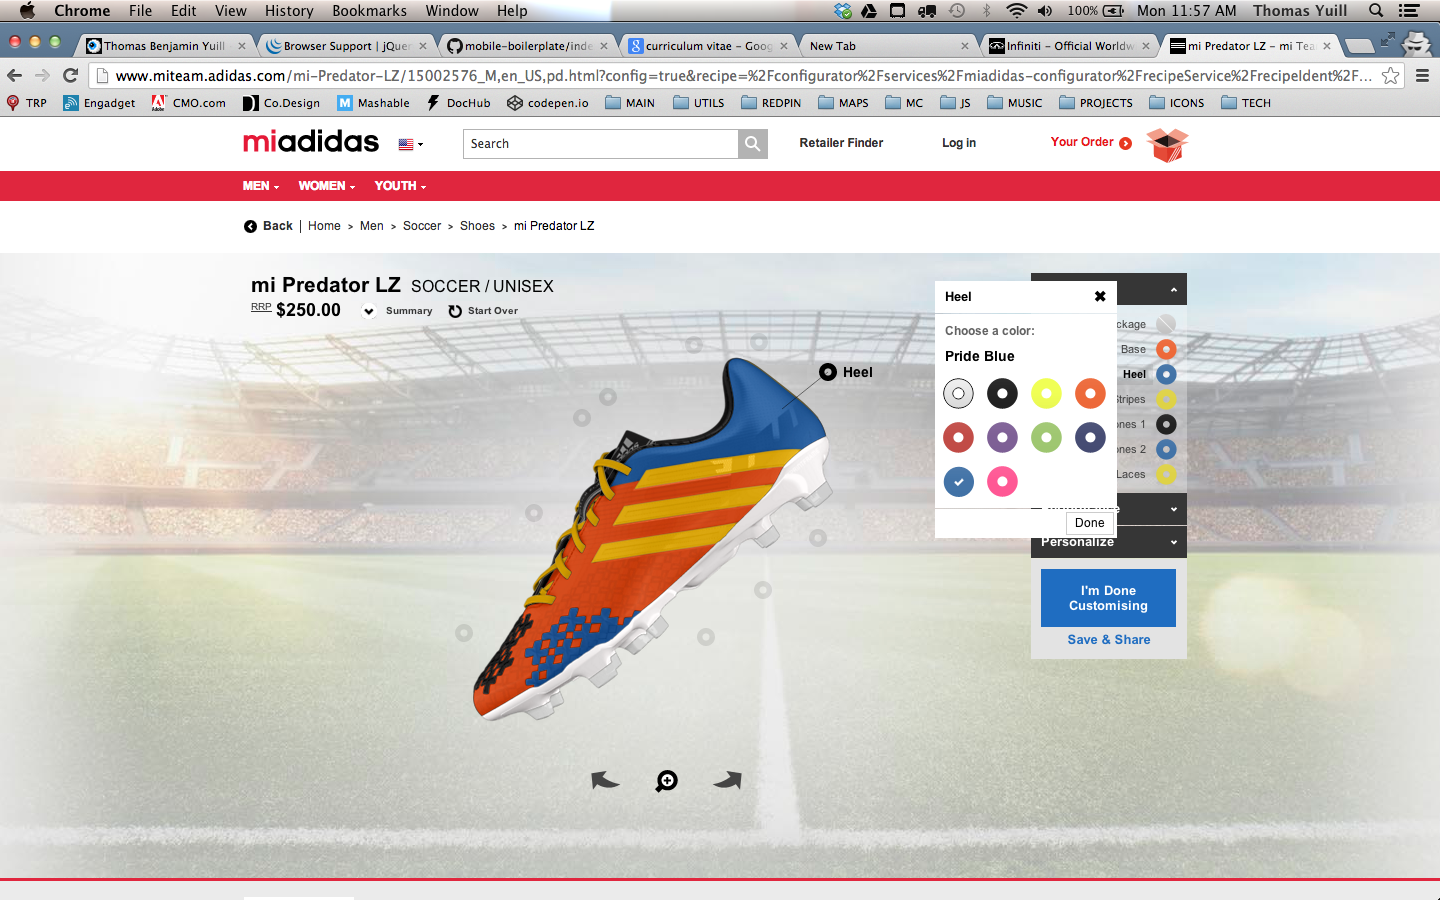 Chrome File Edit View History Bookmarks Window Help 100% Mon 11:57 AM Thomas Yuill
Thomas Benjamin Yuill
Browser Support | jQuer
mobile-boilerplate/inde
curriculum vitae – Goog
New Tab
Infiniti – Official Worldw
mi Predator LZ – mi Tea
www.miteam.adidas.com/mi-Predator-LZ/15002576_M,en_US,pd.html?config=true&recipe=%2Fconfigurator%2Fservices%2Fmiadidas-configurator%2FrecipeService%2FrecipeIdent%2F...
TRP Engadget CMO.com Co.Design Mashable DocHub codepen.io MAIN UTILS REDPIN MAPS MC JS MUSIC PROJECTS ICONS TECH
miadidas
Search
Retailer Finder
Log in
Your Order
MEN WOMEN YOUTH
Back | Home > Men > Soccer > Shoes > mi Predator LZ
mi Predator LZ SOCCER / UNISEX
RRP $250.00 Summary Start Over
Heel
Heel
Choose a color:
Pride Blue
Done
ckage
Base
Heel
Stripes
ones 1
ones 2
Laces
Personalize
I'm Done
Customising
Save & Share